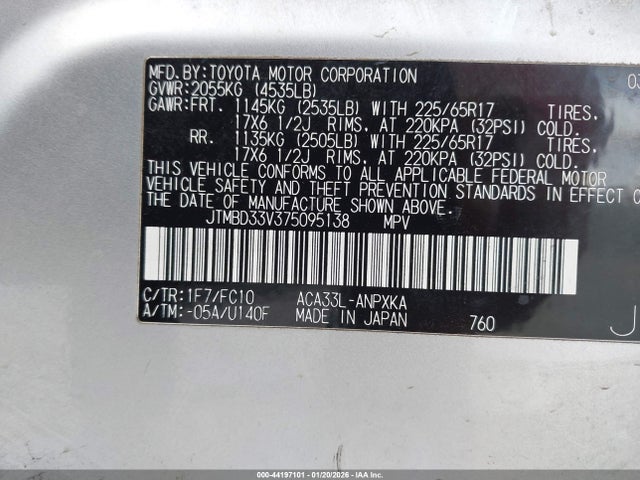 MFD.BY:TOYOTA MOTOR CORPORATION 03
GVWR:2055KG (4535LB)
GAWR:FRT. 1145KG (2535LB) WITH 225/65R17 TIRES,
17X6 1/2J RIMS, AT 220KPA (32PSI) COLD.
RR. 1135KG (2505LB) WITH 225/65R17 TIRES,
17X6 1/2J RIMS, AT 220KPA (32PSI) COLD.
THIS VEHICLE CONFORMS TO ALL APPLICABLE FEDERAL MOTOR
VEHICLE SAFETY AND THEFT PREVENTION STANDARDS IN EFFECT O
THE DATE OF MANUFACTURE SHOWN ABOVE.
JTMBD33V375095138 MPV
C/TR:1F7/FC10 ACA33L-ANPXKA
A/TM:-05A/U140F MADE IN JAPAN 760
J
000-44197101 | 01/20/2026 | IAAI.COM